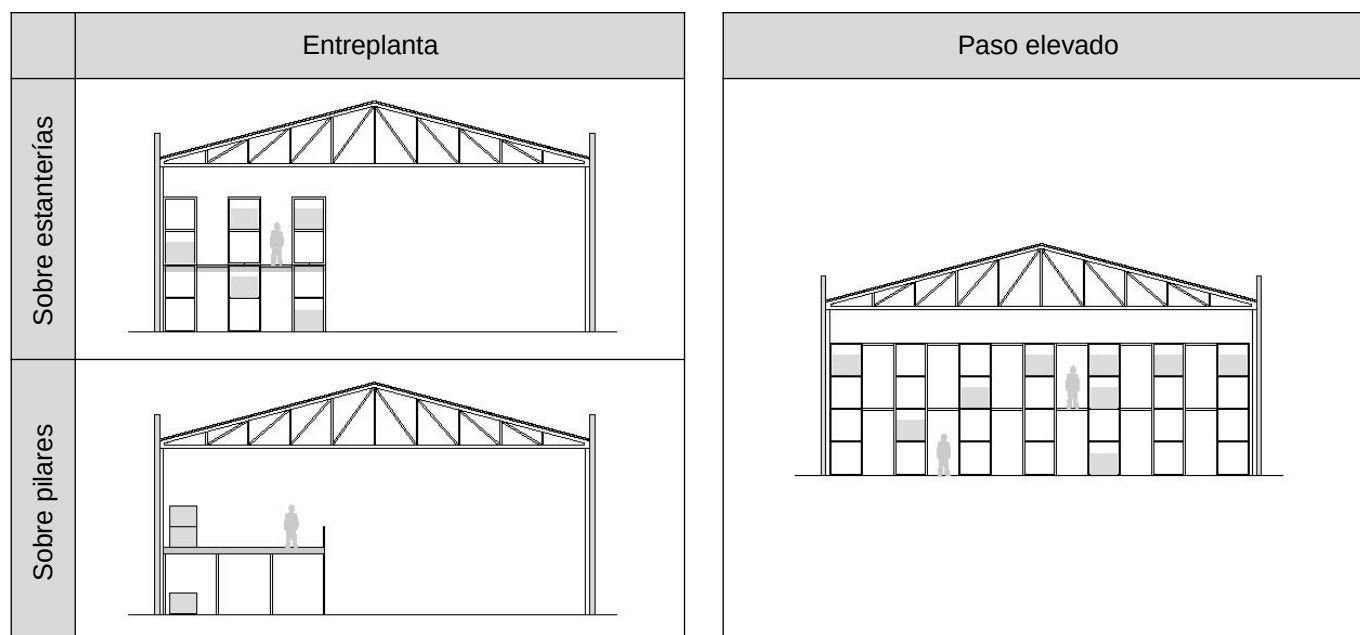 Entreplanta
Paso elevado
Sobre estanterías
Sobre pilares